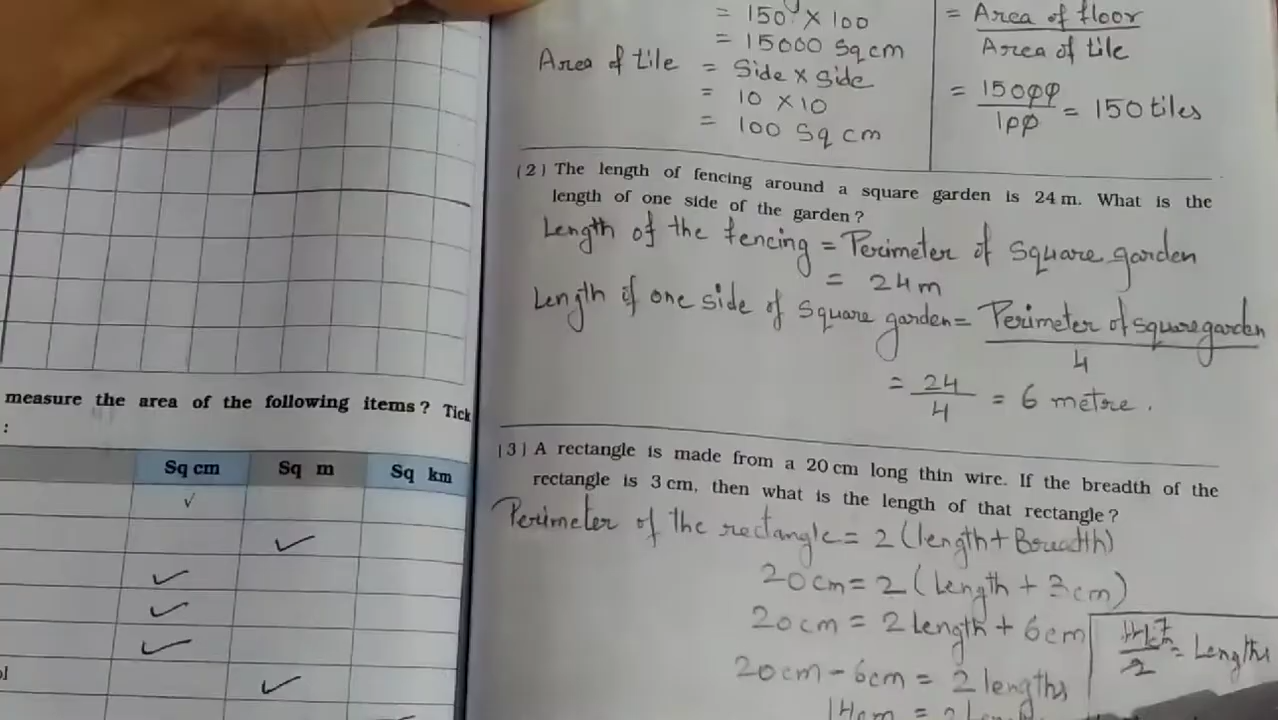 = 150 × 100
= 15000 Sq cm
Area of tile = Side × Side
= 10 × 10
= 100 Sq cm
= Area of floor
Area of tile
= 15000
100
= 150 tiles
(2) The length of fencing around a square garden is 24 m. What is the
length of one side of the garden?
Length of the fencing = Perimeter of square garden
= 24 m
Length of one side of square garden = Perimeter of square garden
4
= 24
4
= 6 metre.
(3) A rectangle is made from a 20 cm long thin wire. If the breadth of the
rectangle is 3 cm, then what is the length of that rectangle?
Perimeter of the rectangle = 2 (length + Breadth)
20 cm = 2 (length + 3 cm)
20 cm = 2 length + 6 cm
20 cm - 6 cm = 2 lengths
14 cm = 2
2
= Lengths
measure the area of the following items? Tick
:
Sq cm Sq m Sq km